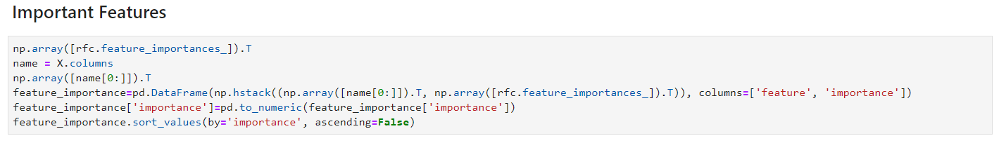 Important Features
np.array([rfc.feature_importances_]).T
name = X.columns
np.array([name[0:]]).T
feature_importance=pd.DataFrame(np.hstack((np.array([name[0:]]).T, np.array([rfc.feature_importances_]).T)), columns=['feature', 'importance'])
feature_importance['importance']=pd.to_numeric(feature_importance['importance'])
feature_importance.sort_values(by='importance', ascending=False)